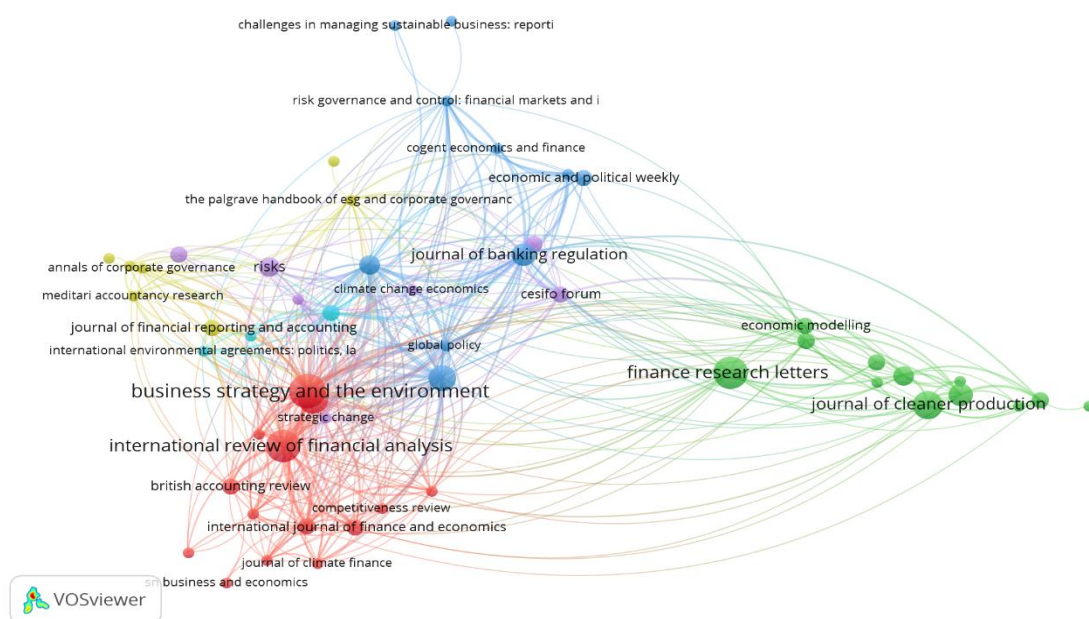 challenges in managing sustainable business: reporti
risk governance and control: financial markets and i
cogent economics and finance
economic and political weekly
the palgrave handbook of esg and corporate governanc
journal of banking regulation
annals of corporate governance
risks
climate change economics
cesifo forum
meditari accountancy research
journal of financial reporting and accounting
economic modelling
international environmental agreements: politics, la
global policy
finance research letters
business strategy and the environment
journal of cleaner production
strategic change
international review of financial analysis
british accounting review
competitiveness review
international journal of finance and economics
journal of climate finance
business and economics
VOSviewer